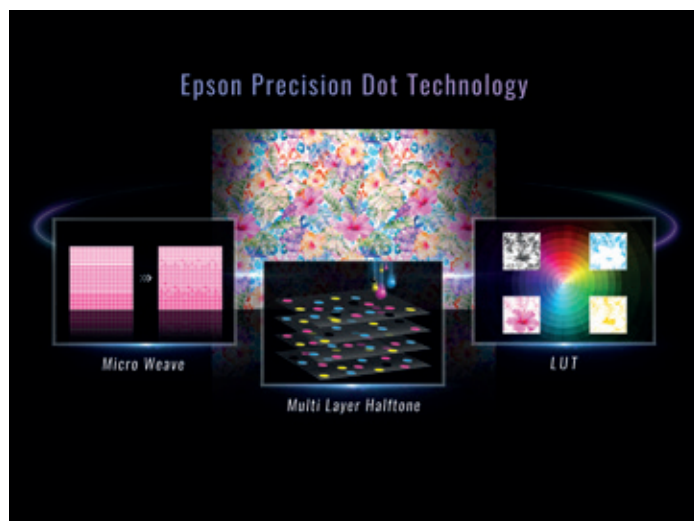 Epson Precision Dot Technology
Micro Weave
Multi Layer Halftone
LUT